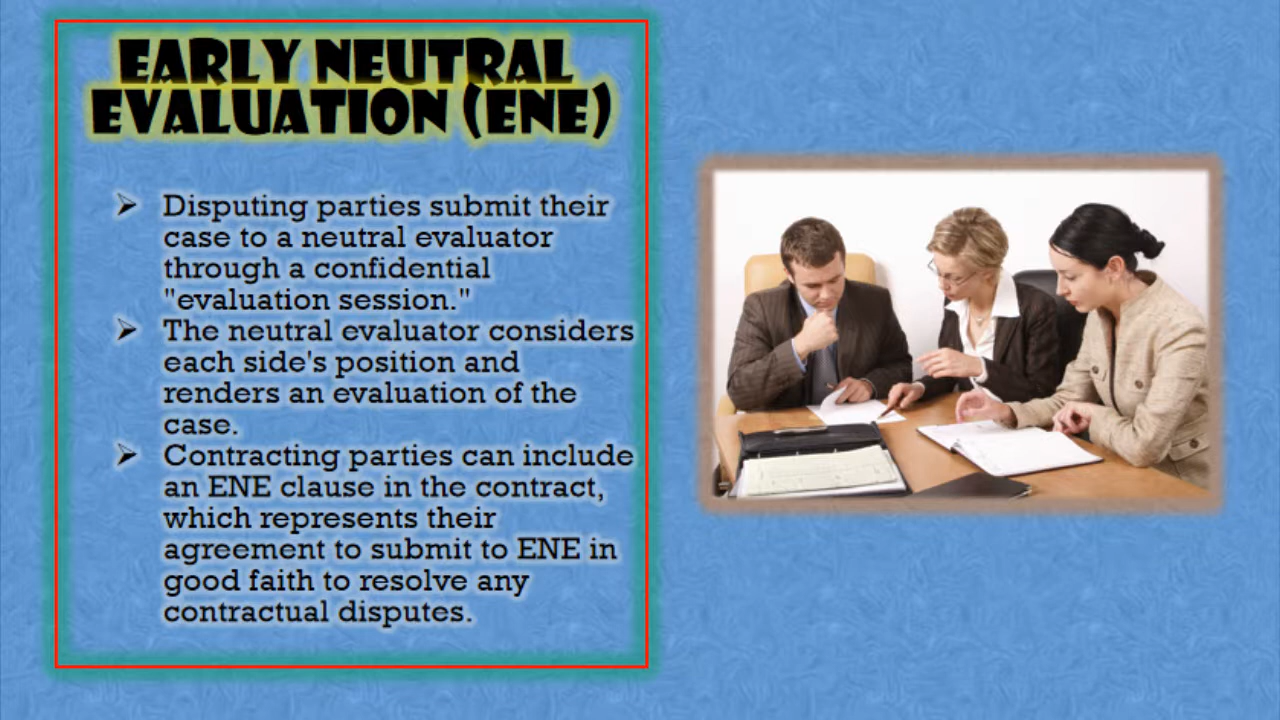 EARLY NEUTRAL
EVALUATION (ENE)
➢ Disputing parties submit their
case to a neutral evaluator
through a confidential
"evaluation session."
➢ The neutral evaluator considers
each side's position and
renders an evaluation of the
case.
➢ Contracting parties can include
an ENE clause in the contract,
which represents their
agreement to submit to ENE in
good faith to resolve any
contractual disputes.